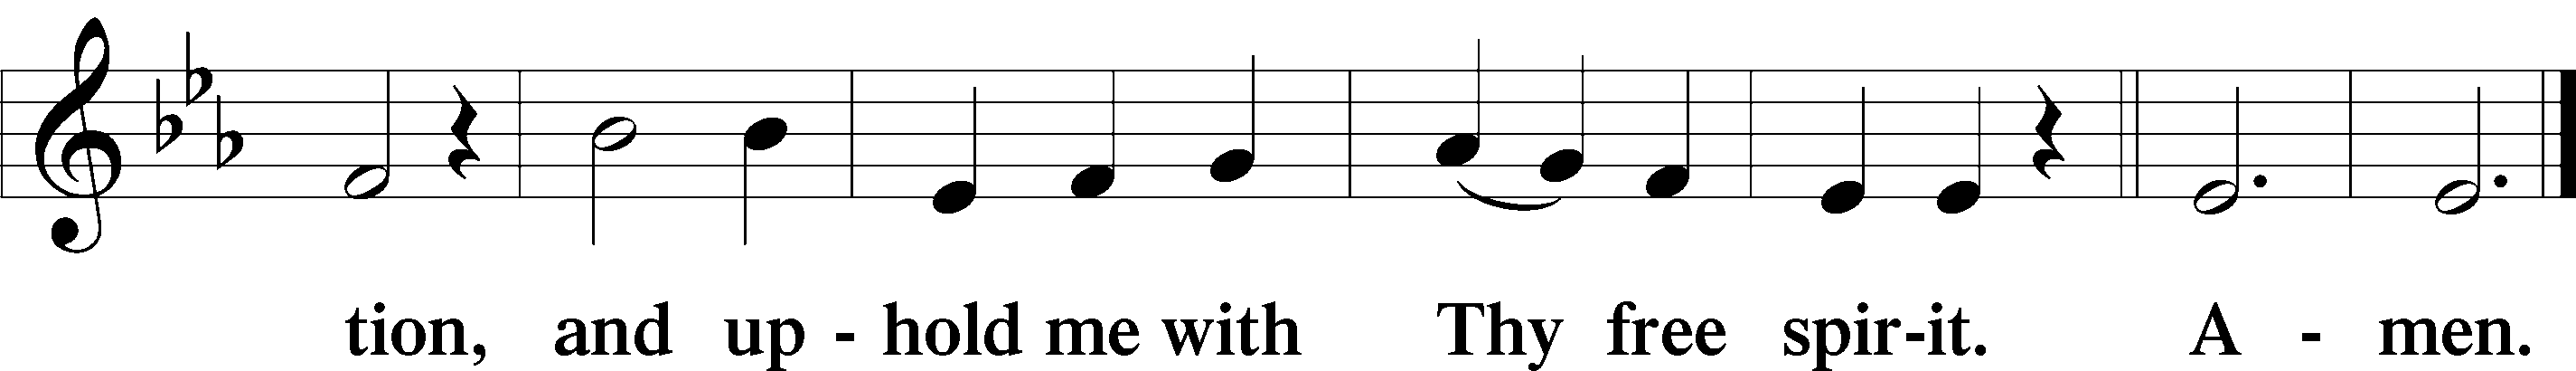 tion, and up - hold me with Thy free spir-it. A - men.